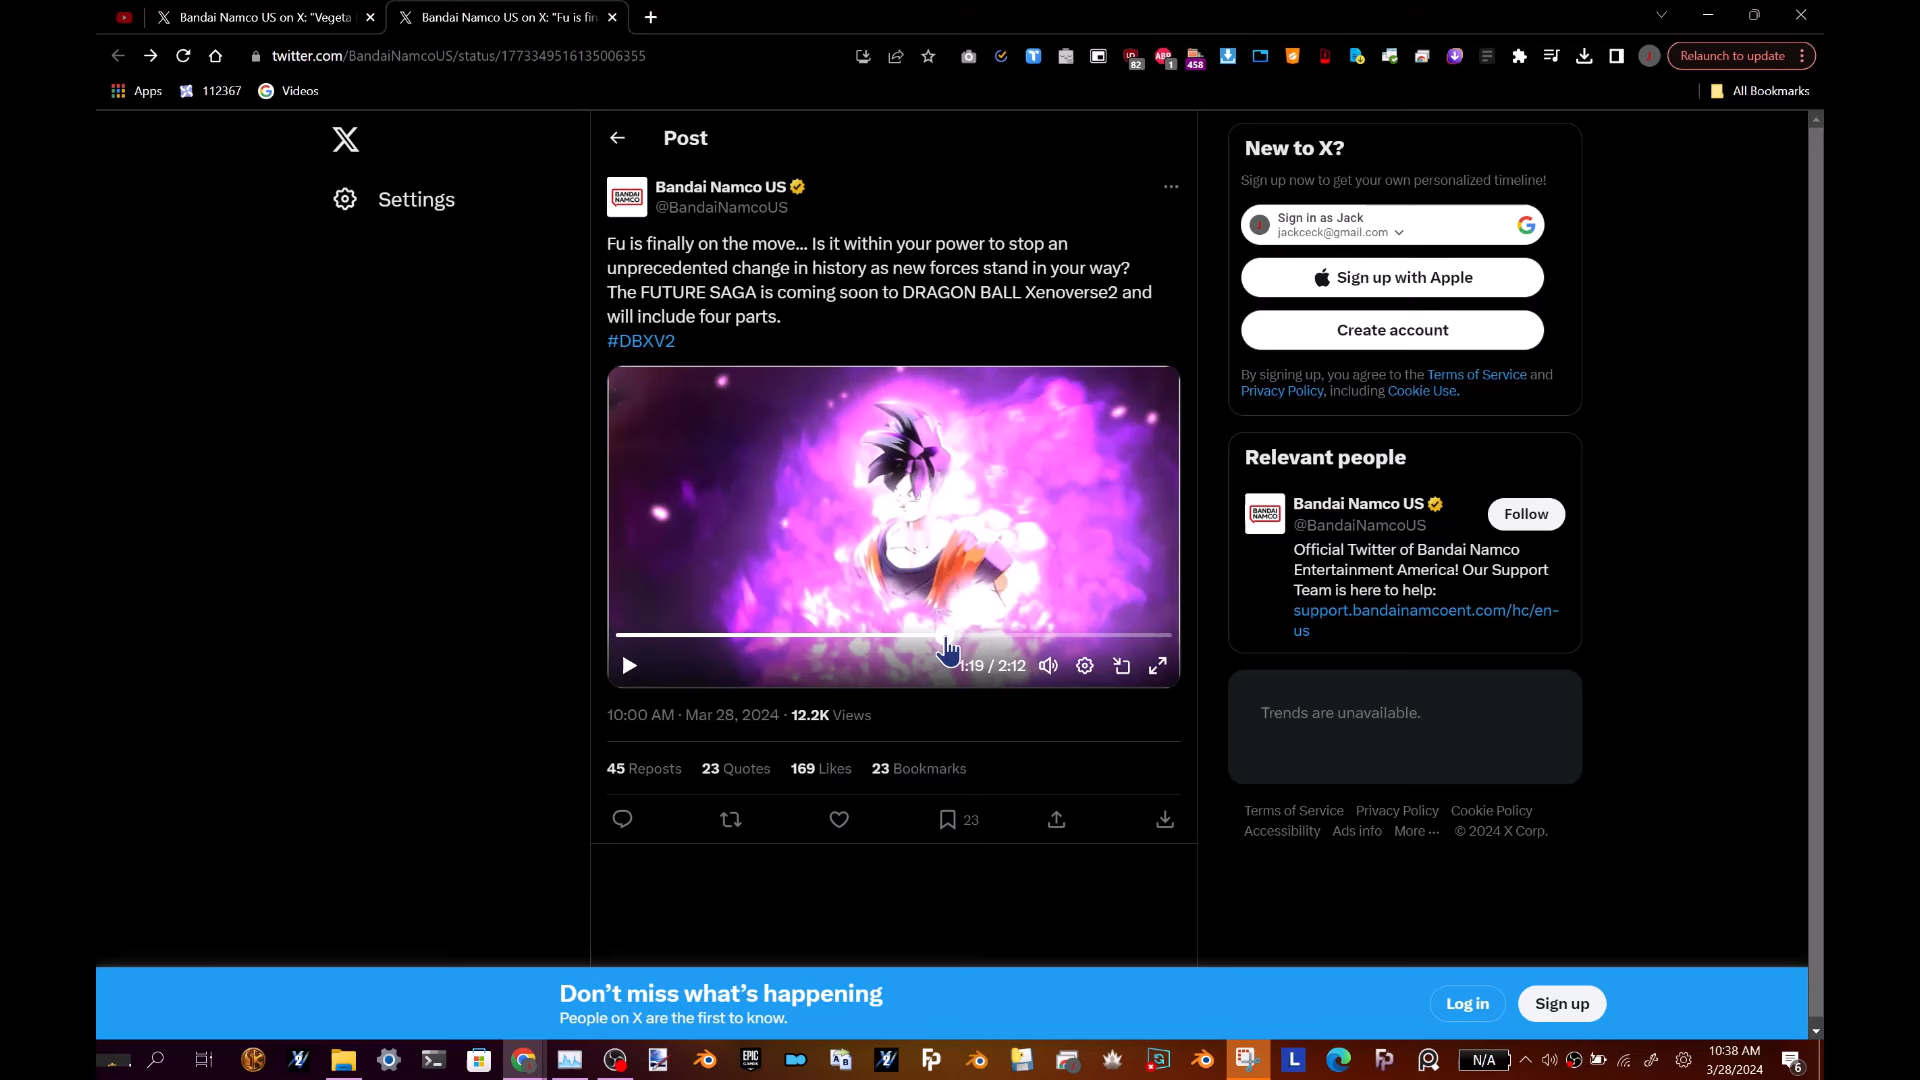 Bandai Namco US on X: "Vegeta
Bandai Namco US on X: "Fu is fin
twitter.com/BandaiNamcoUS/status/1773349516135006355
82
1
458
Relaunch to update
Apps
112367
Videos
All Bookmarks
Settings
Post
BANDAI
NAMCO
Bandai Namco US
@BandaiNamcoUS
Fu is finally on the move... Is it within your power to stop an
unprecedented change in history as new forces stand in your way?
The FUTURE SAGA is coming soon to DRAGON BALL Xenoverse2 and
will include four parts.
#DBXV2
1:19 / 2:12
10:00 AM · Mar 28, 2024 · 12.2K Views
45 Reposts 23 Quotes 169 Likes 23 Bookmarks
23
New to X?
Sign up now to get your own personalized timeline!
Sign in as Jack
jackceck@gmail.com
Sign up with Apple
Create account
By signing up, you agree to the Terms of Service and
Privacy Policy, including Cookie Use.
Relevant people
BANDAI
NAMCO
Bandai Namco US
@BandaiNamcoUS
Follow
Official Twitter of Bandai Namco
Entertainment America! Our Support
Team is here to help:
support.bandainamcoent.com/hc/en-
us
Trends are unavailable.
Terms of Service Privacy Policy Cookie Policy
Accessibility Ads info More ··· © 2024 X Corp.
Don’t miss what’s happening
People on X are the first to know.
Log in
Sign up
EPIC
GAMES
N/A
10:38 AM
3/28/2024
6